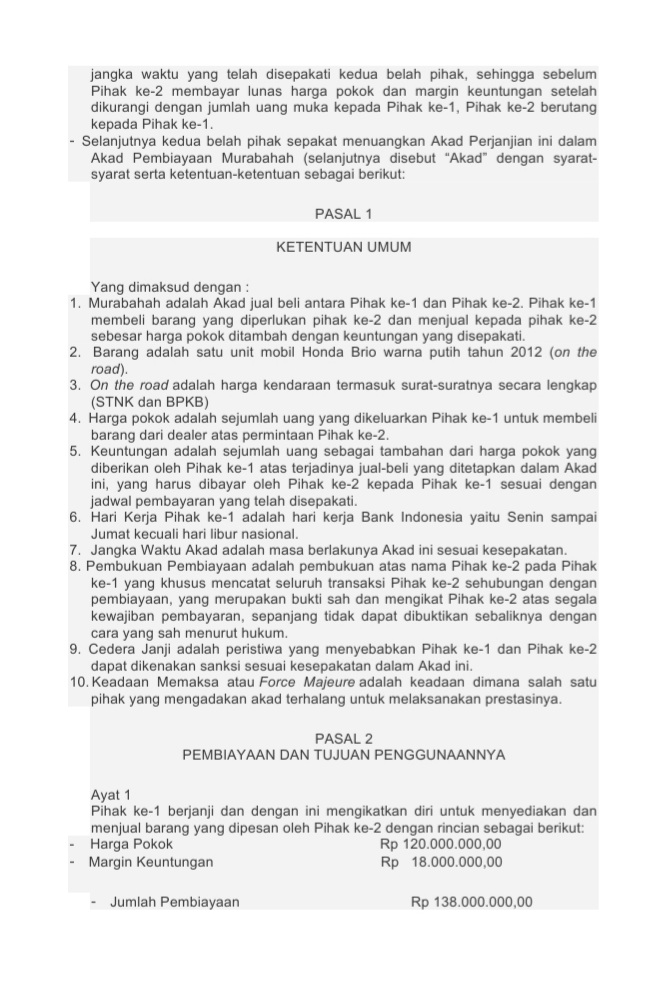 jangka waktu yang telah disepakati kedua belah pihak, sehingga sebelum
Pihak ke-2 membayar lunas harga pokok dan margin keuntungan setelah
dikurangi dengan jumlah uang muka kepada Pihak ke-1, Pihak ke-2 berutang
kepada Pihak ke-1.
- Selanjutnya kedua belah pihak sepakat menuangkan Akad Perjanjian ini dalam
Akad Pembiayaan Murabahah (selanjutnya disebut “Akad” dengan syarat-
syarat serta ketentuan-ketentuan sebagai berikut:
PASAL 1
KETENTUAN UMUM
Yang dimaksud dengan :
1. Murabahah adalah Akad jual beli antara Pihak ke-1 dan Pihak ke-2. Pihak ke-1
membeli barang yang diperlukan pihak ke-2 dan menjual kepada pihak ke-2
sebesar harga pokok ditambah dengan keuntungan yang disepakati.
2. Barang adalah satu unit mobil Honda Brio warna putih tahun 2012 (on the
road).
3. On the road adalah harga kendaraan termasuk surat-suratnya secara lengkap
(STNK dan BPKB)
4. Harga pokok adalah sejumlah uang yang dikeluarkan Pihak ke-1 untuk membeli
barang dari dealer atas permintaan Pihak ke-2.
5. Keuntungan adalah sejumlah uang sebagai tambahan dari harga pokok yang
diberikan oleh Pihak ke-1 atas terjadinya jual-beli yang ditetapkan dalam Akad
ini, yang harus dibayar oleh Pihak ke-2 kepada Pihak ke-1 sesuai dengan
jadwal pembayaran yang telah disepakati.
6. Hari Kerja Pihak ke-1 adalah hari kerja Bank Indonesia yaitu Senin sampai
Jumat kecuali hari libur nasional.
7. Jangka Waktu Akad adalah masa berlakunya Akad ini sesuai kesepakatan.
8. Pembukuan Pembiayaan adalah pembukuan atas nama Pihak ke-2 pada Pihak
ke-1 yang khusus mencatat seluruh transaksi Pihak ke-2 sehubungan dengan
pembiayaan, yang merupakan bukti sah dan mengikat Pihak ke-2 atas segala
kewajiban pembayaran, sepanjang tidak dapat dibuktikan sebaliknya dengan
cara yang sah menurut hukum.
9. Cedera Janji adalah peristiwa yang menyebabkan Pihak ke-1 dan Pihak ke-2
dapat dikenakan sanksi sesuai kesepakatan dalam Akad ini.
10. Keadaan Memaksa atau Force Majeure adalah keadaan dimana salah satu
pihak yang mengadakan akad terhalang untuk melaksanakan prestasinya.
PASAL 2
PEMBIAYAAN DAN TUJUAN PENGGUNAANNYA
Ayat 1
Pihak ke-1 berjanji dan dengan ini mengikatkan diri untuk menyediakan dan
menjual barang yang dipesan oleh Pihak ke-2 dengan rincian sebagai berikut:
- Harga Pokok Rp 120.000.000,00
- Margin Keuntungan Rp 18.000.000,00
- Jumlah Pembiayaan Rp 138.000.000,00